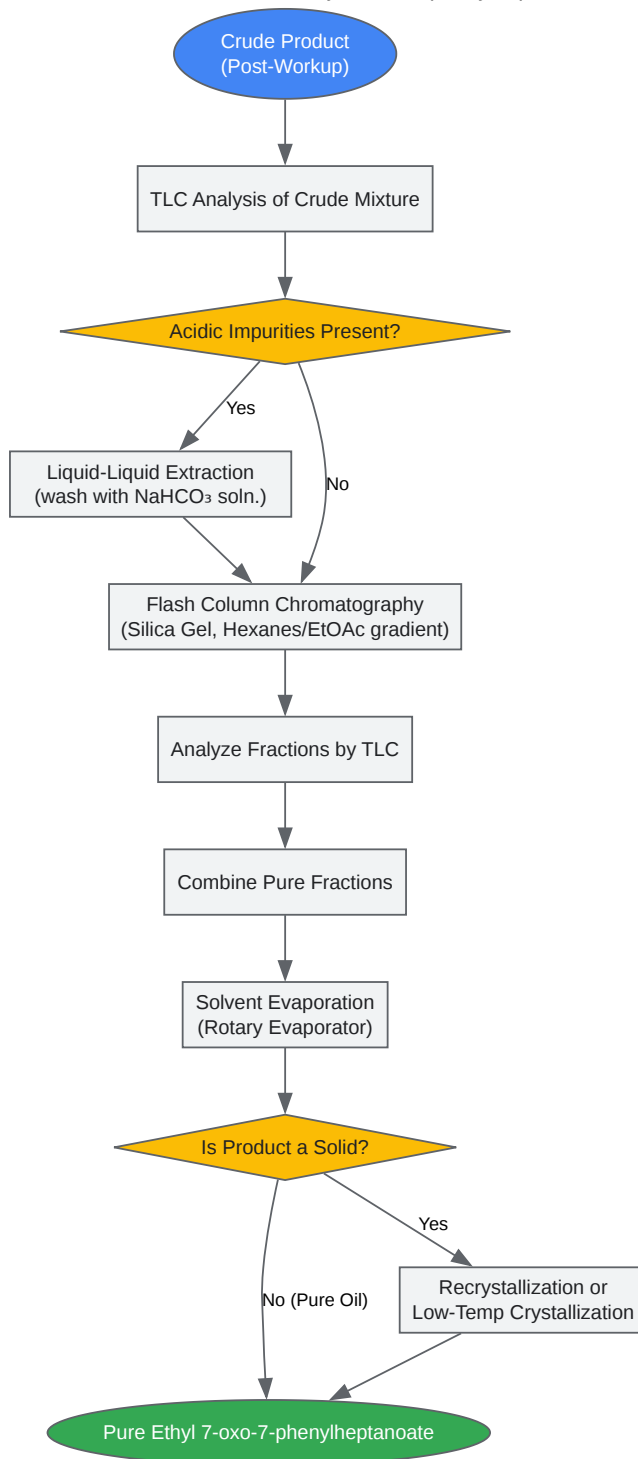 Crude Product
(Post-Workup)
TLC Analysis of Crude Mixture
Acidic Impurities Present?
Yes
Liquid-Liquid Extraction
(wash with NaHCO₃ soln.)
No
Flash Column Chromatography
(Silica Gel, Hexanes/EtOAc gradient)
Analyze Fractions by TLC
Combine Pure Fractions
Solvent Evaporation
(Rotary Evaporator)
Is Product a Solid?
Yes
No (Pure Oil)
Recrystallization or
Low-Temp Crystallization
Pure Ethyl 7-oxo-7-phenylheptanoate